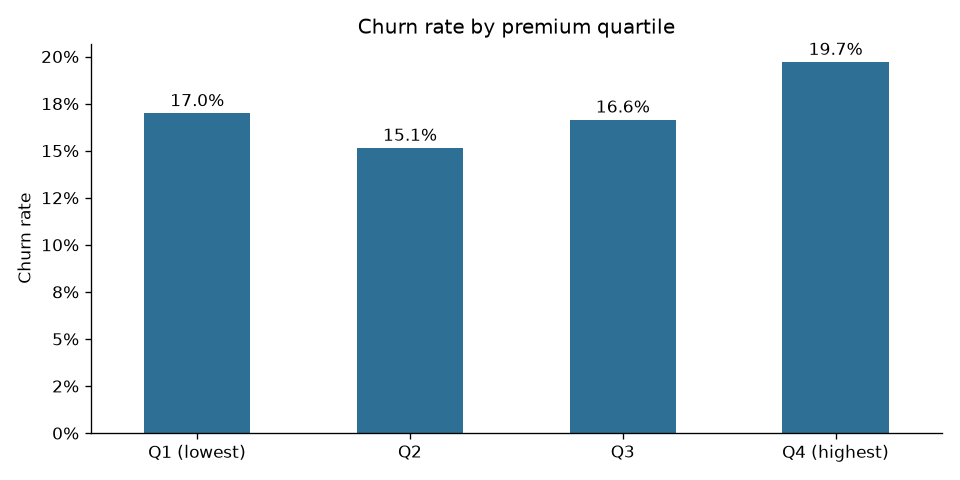 Churn rate by premium quartile
Churn rate
20%
18%
15%
12%
10%
8%
5%
2%
0%
17.0%
15.1%
16.6%
19.7%
Q1 (lowest)
Q2
Q3
Q4 (highest)